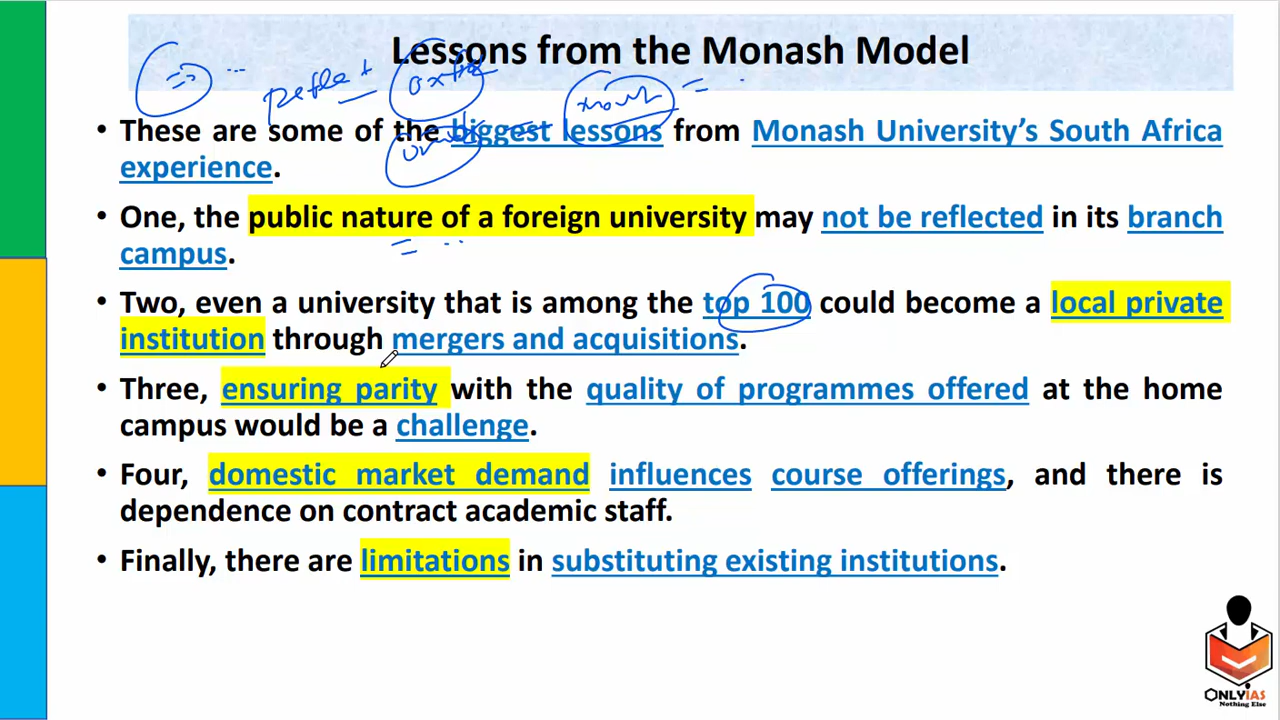 Lessons from the Monash Model
• These are some of the biggest lessons from Monash University's South Africa
experience.
• One, the public nature of a foreign university may not be reflected in its branch
campus.
• Two, even a university that is among the top 100 could become a local private
institution through mergers and acquisitions.
• Three, ensuring parity with the quality of programmes offered at the home
campus would be a challenge.
• Four, domestic market demand influences course offerings, and there is
dependence on contract academic staff.
• Finally, there are limitations in substituting existing institutions.
ONLYIAS
Nothing Else